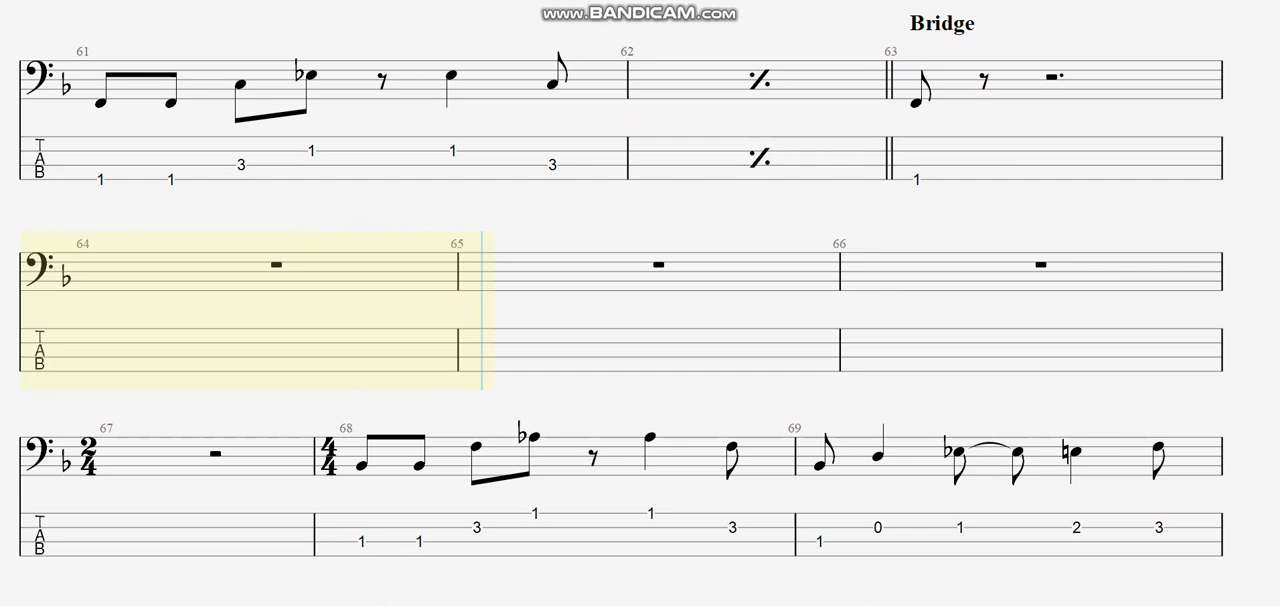 www.BANDICAM.com
Bridge
61 62 63
T A B
1 1 3 1 1 3 1
64 65 66
T A B
67 68 69
2 4 4 4
T A B
1 1 3 1 1 3 1 0 1 2 3